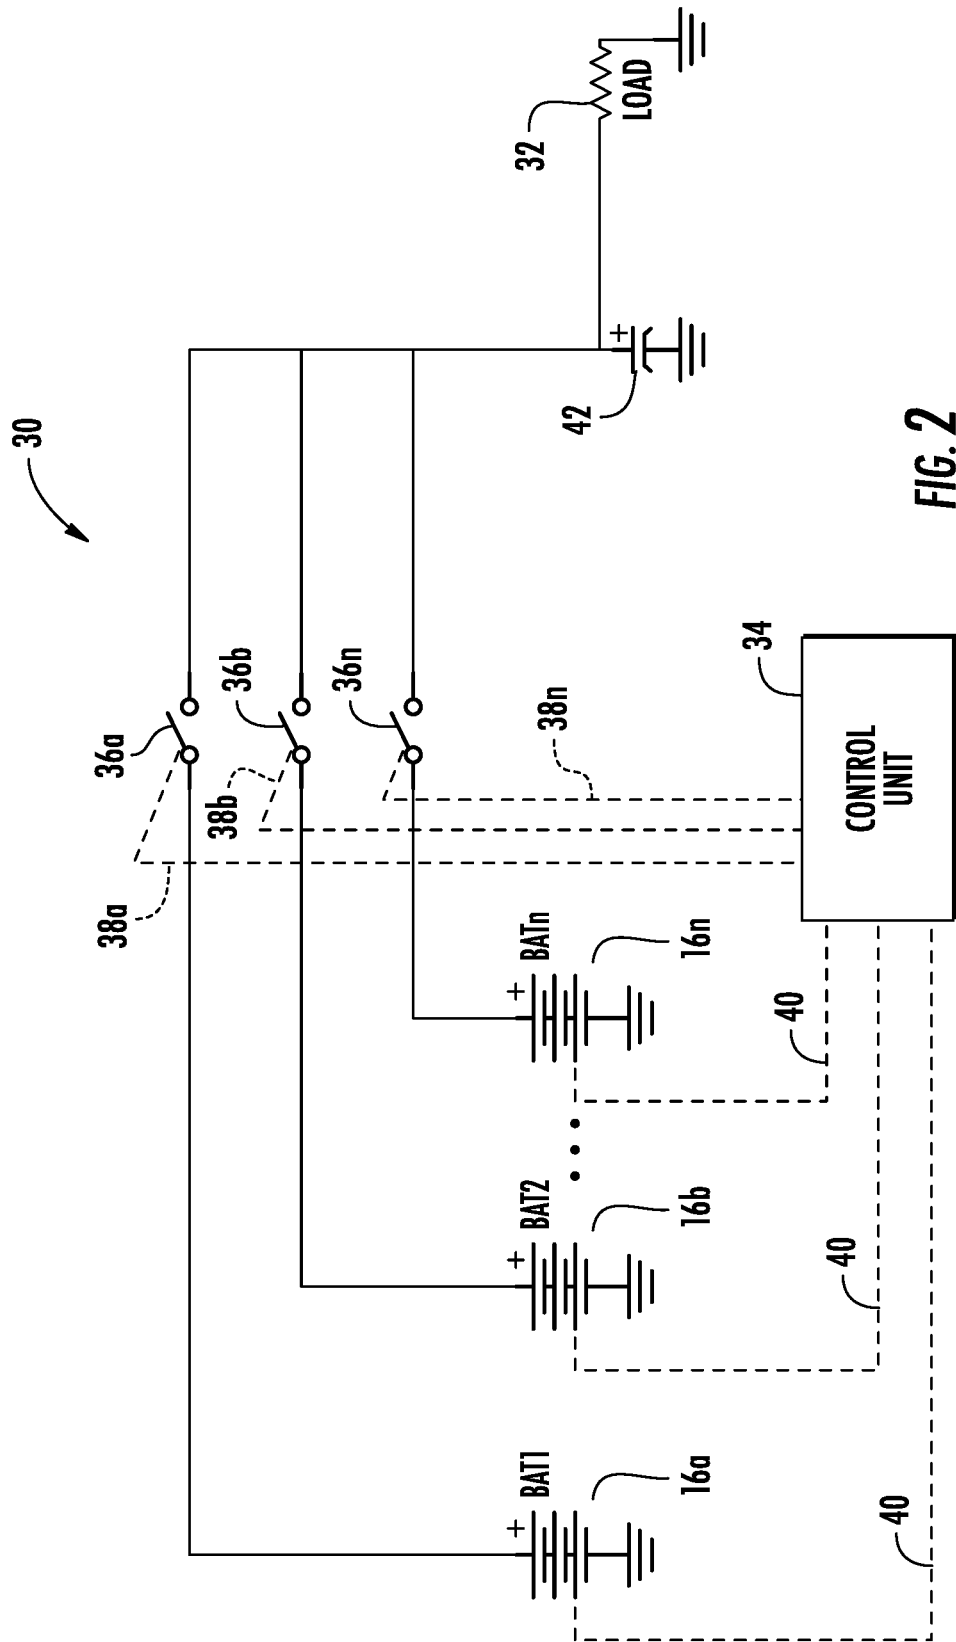 30
36a
36b
36n
38a
38b
38n
32
LOAD
42
+
BAT1
+
16a
BAT2
+
16b
BATn
+
16n
40
40
40
34
CONTROL
UNIT
FIG. 2